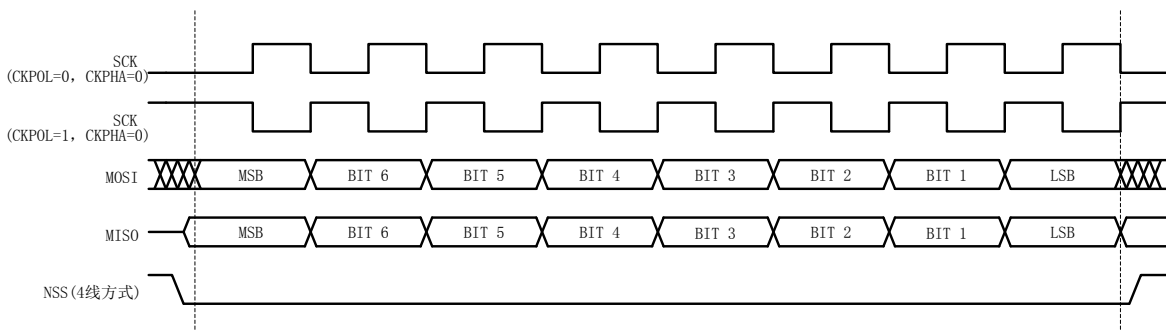 SCK
(CKPOL=0, CKPHA=0)
SCK
(CKPOL=1, CKPHA=0)
MOSI
MSB
BIT 6
BIT 5
BIT 4
BIT 3
BIT 2
BIT 1
LSB
MISO
MSB
BIT 6
BIT 5
BIT 4
BIT 3
BIT 2
BIT 1
LSB
NSS(4线方式)